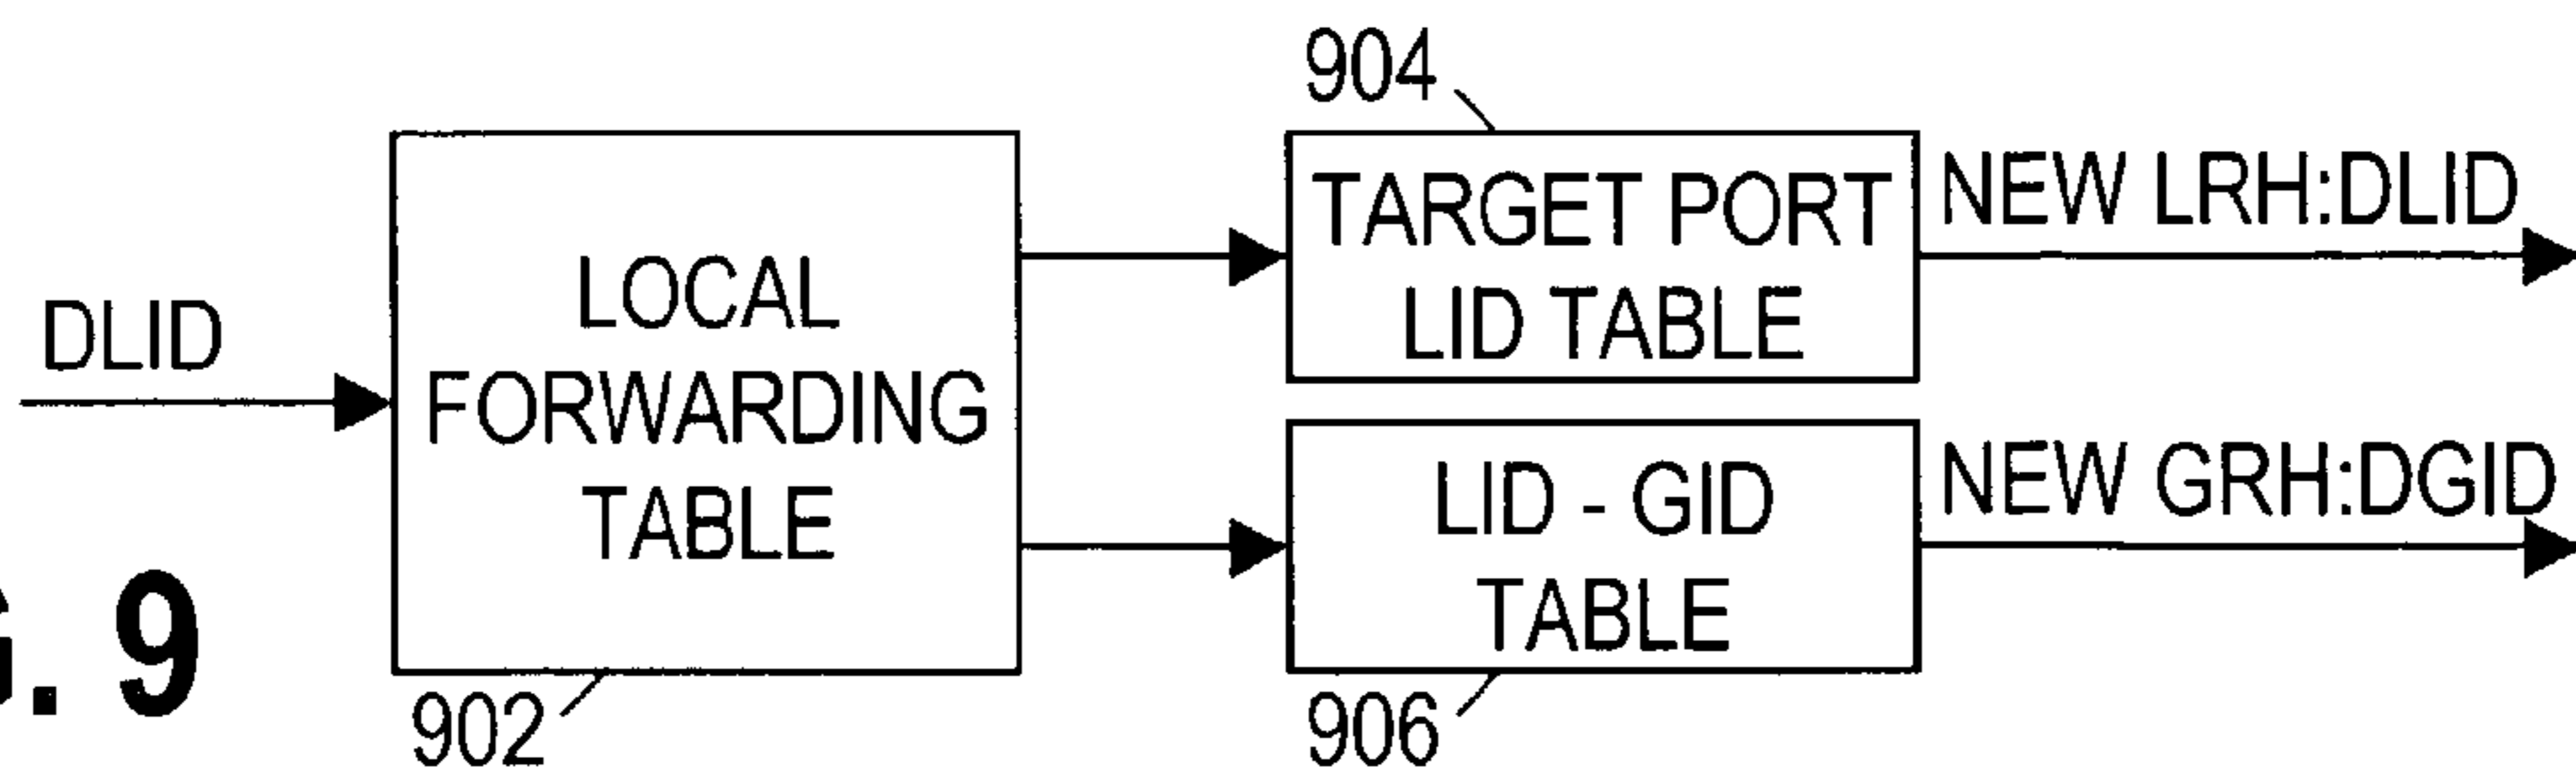 904
TARGET PORT
LID TABLE
NEW LRH:DLID
DLID
LOCAL
FORWARDING
TABLE
LID - GID
TABLE
NEW GRH:DGID
902
906
. 9